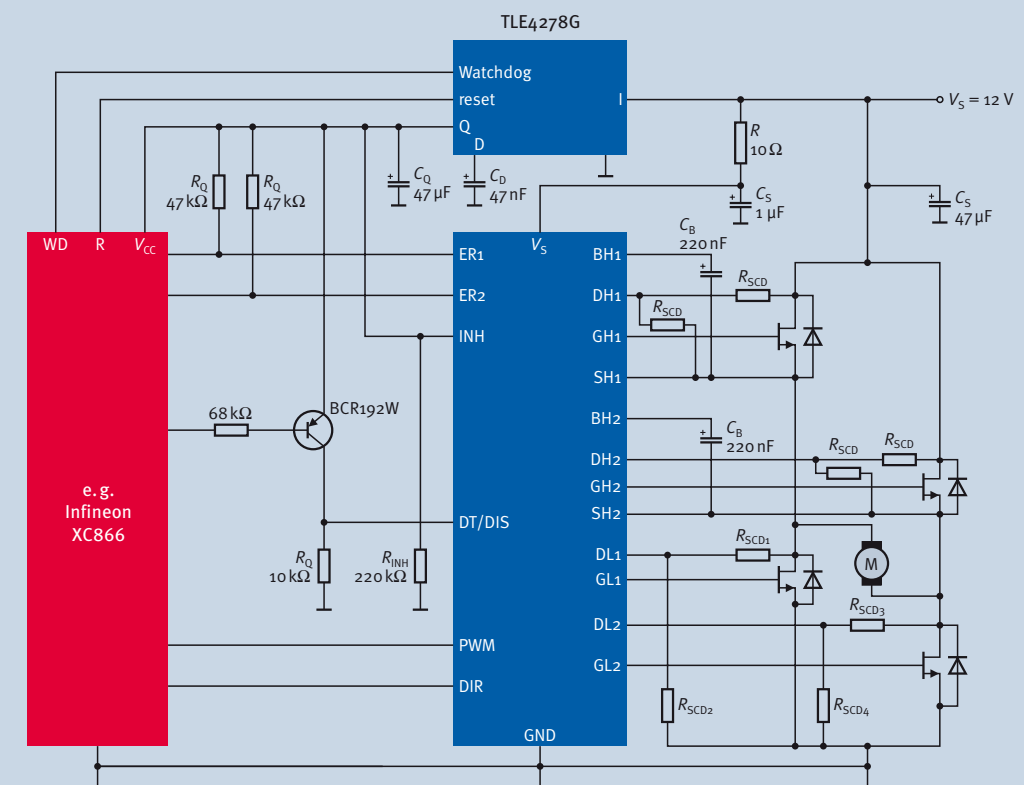 TLE4278G
Watchdog
reset
Q
D
I
V_S = 12 V
R
10 Ω
R_Q
47 kΩ
R_Q
47 kΩ
C_Q
47 µF
C_D
47 nF
C_S
1 µF
C_S
47 µF
WD
R
V_CC
V_S
ER1
ER2
INH
BH1
DH1
GH1
SH1
C_B
220 nF
R_SCD
R_SCD
68 kΩ
BCR192W
BH2
DH2
GH2
SH2
C_B
220 nF
R_SCD
R_SCD
e. g.
Infineon
XC866
DT/DIS
R_Q
10 kΩ
R_INH
220 kΩ
DL1
GL1
R_SCD1
M
DL2
GL2
R_SCD3
PWM
DIR
R_SCD2
R_SCD4
GND